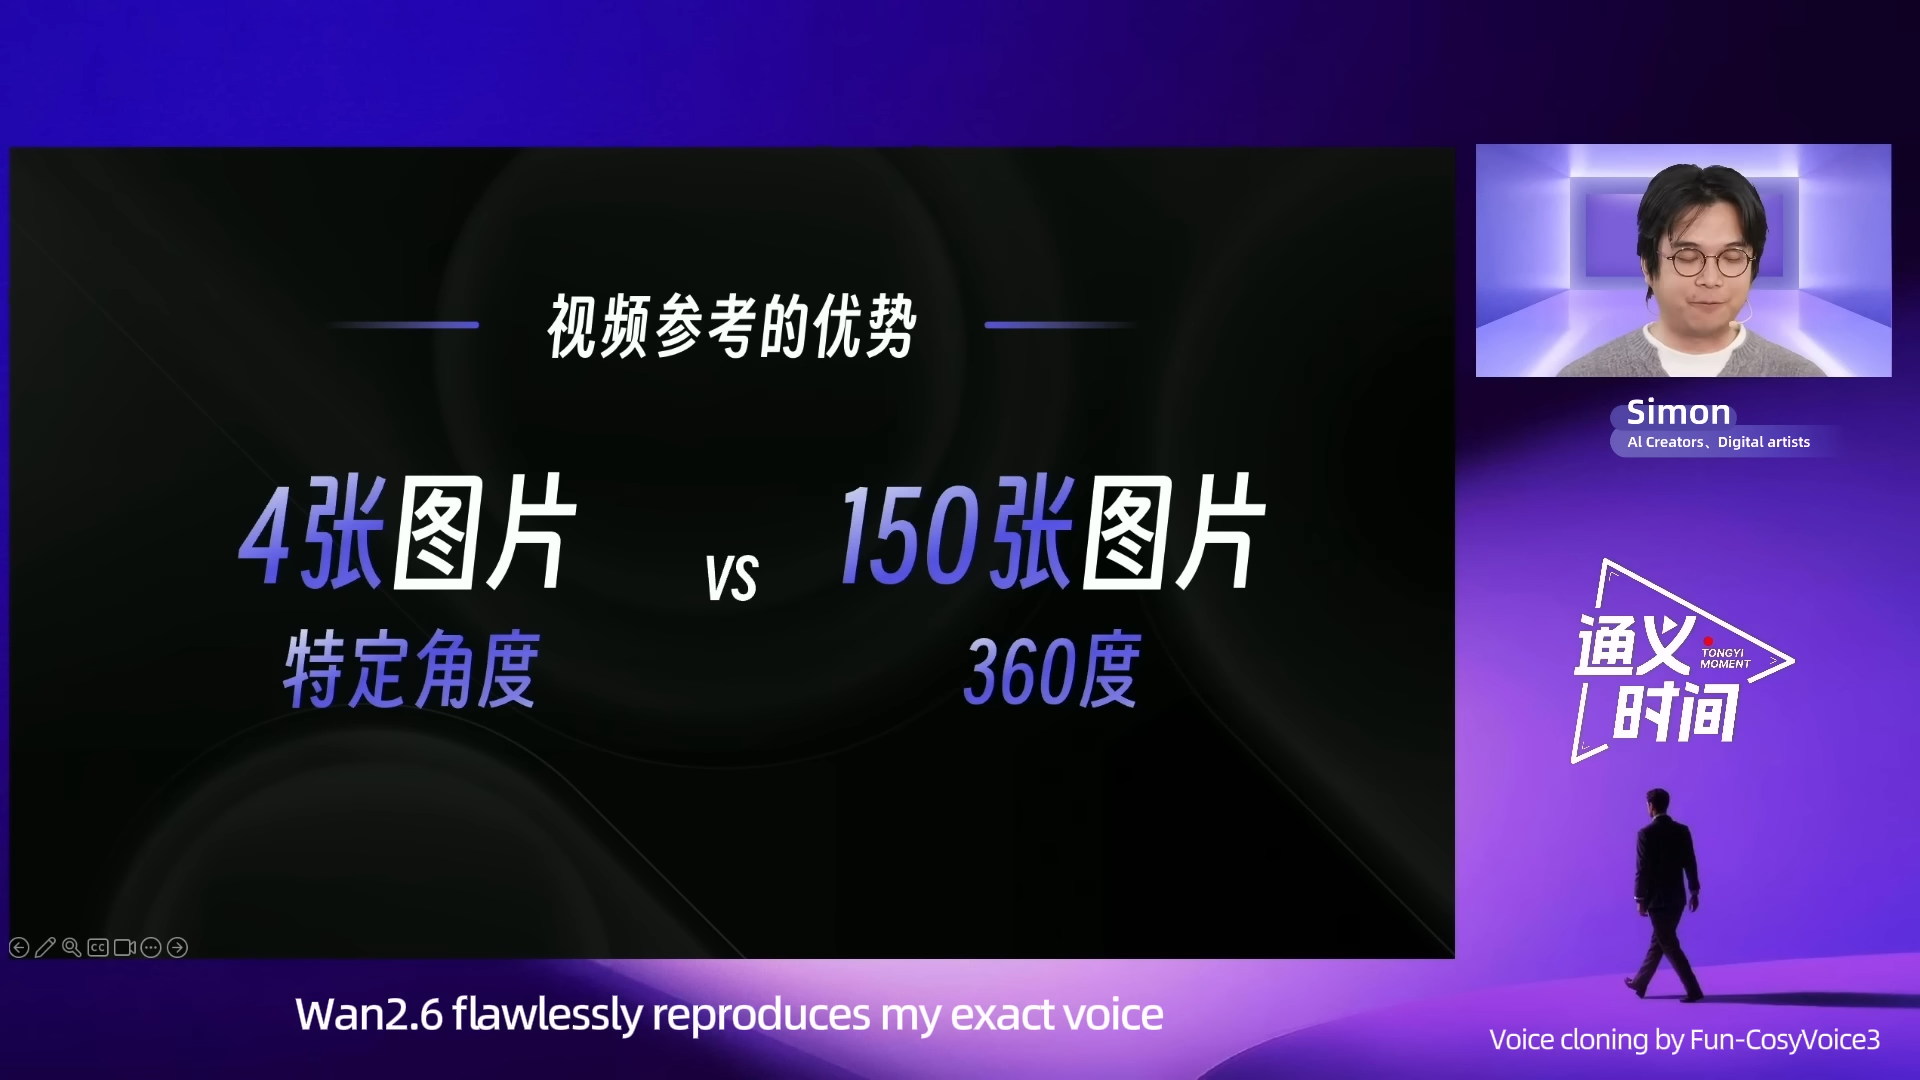 视频参考的优势
4张图片
vs
150张图片
特定角度
360度
Simon
AI Creators、Digital artists
通义
TONGYI
MOMENT
时间
CC
Wan2.6 flawlessly reproduces my exact voice
Voice cloning by Fun-CosyVoice3